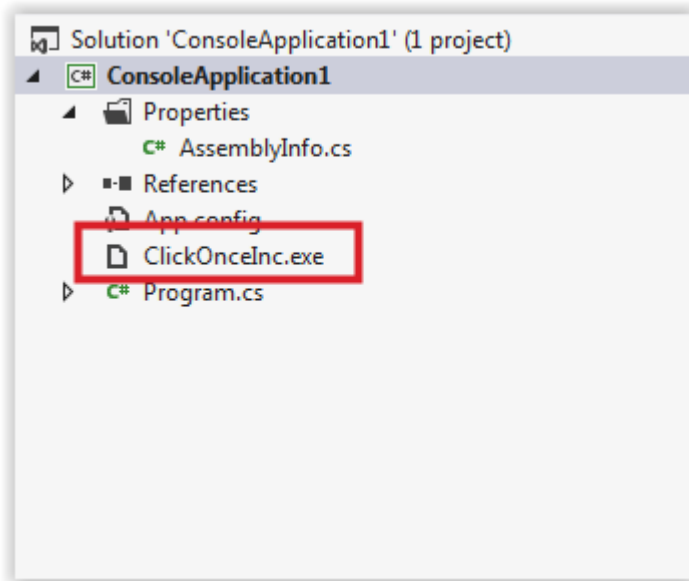 Solution 'ConsoleApplication1' (1 project)
C# ConsoleApplication1
Properties
C# AssemblyInfo.cs
References
App.config
ClickOnceInc.exe
C# Program.cs